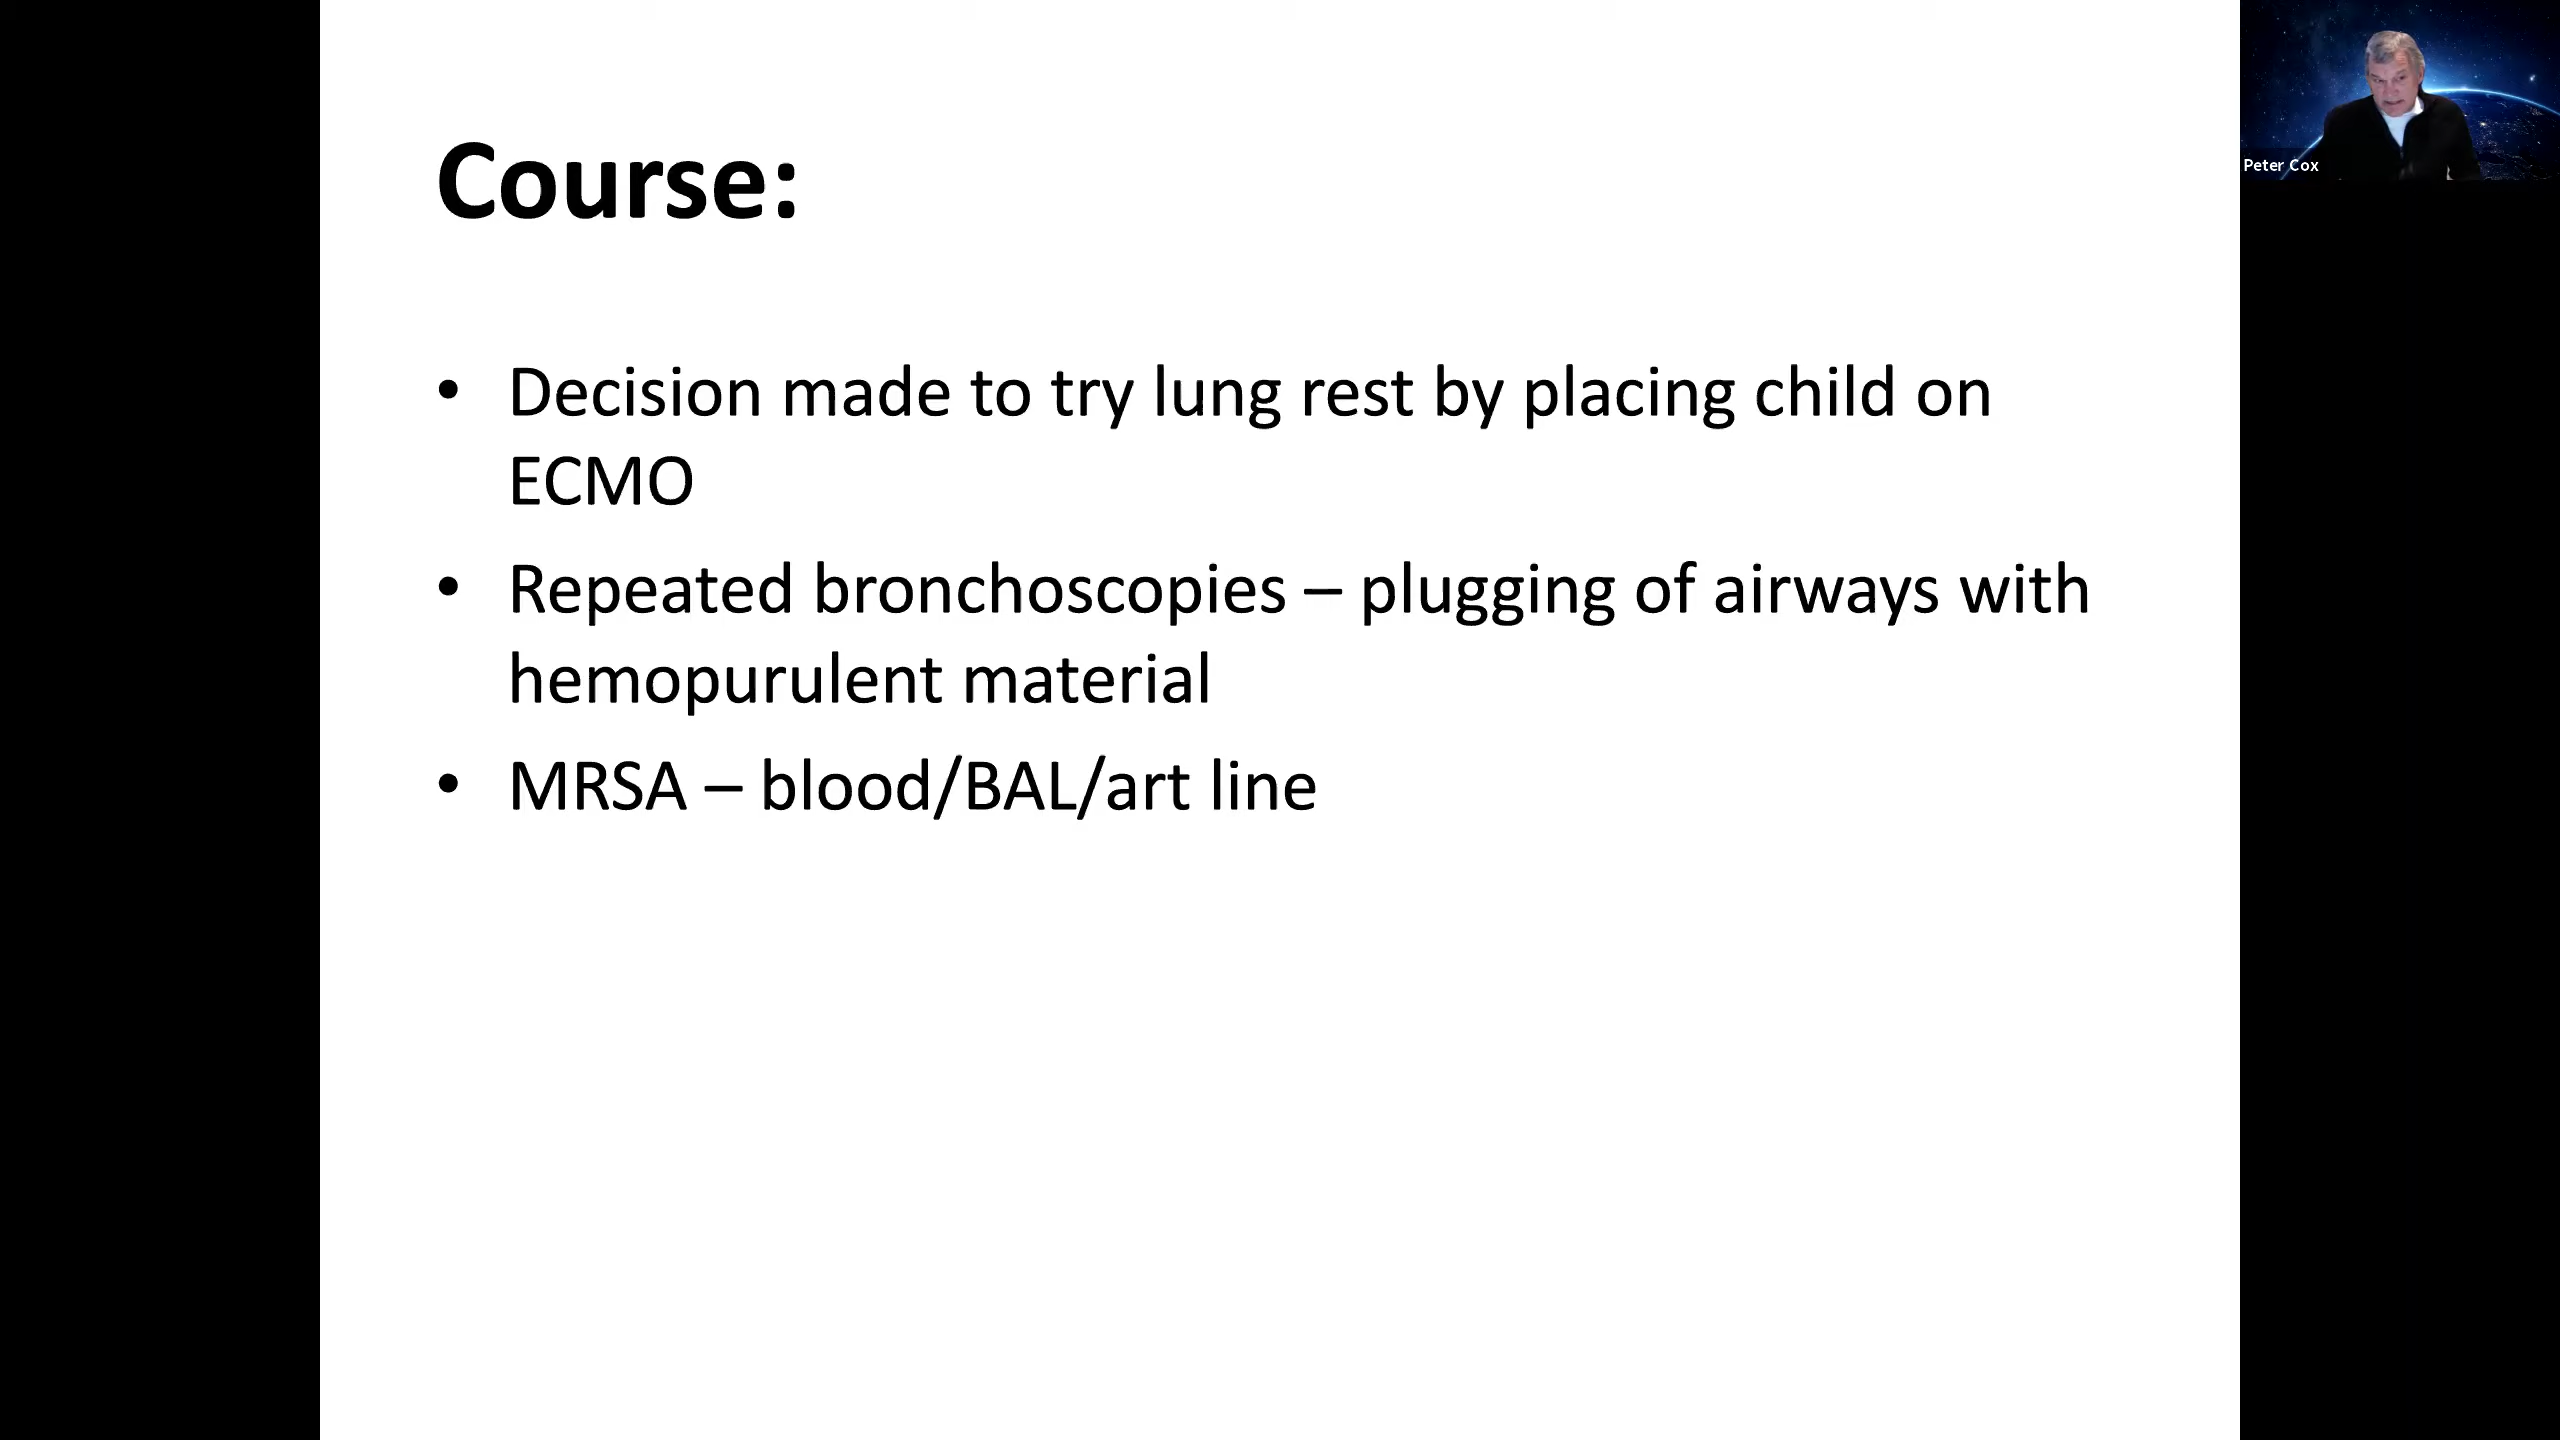 Course:
• Decision made to try lung rest by placing child on
ECMO
• Repeated bronchoscopies – plugging of airways with
hemopurulent material
• MRSA – blood/BAL/art line
Peter Cox